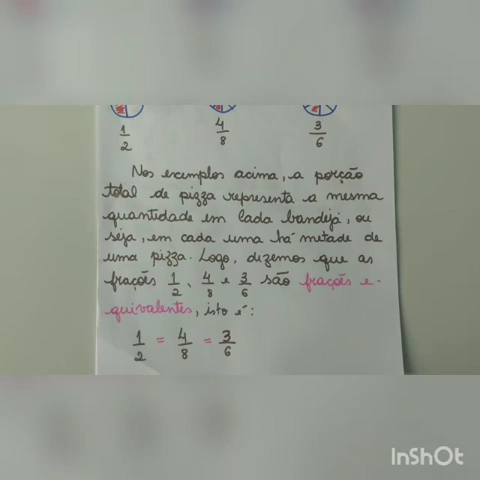 1/2 4/8 3/6
Nos exemplos acima, a porção
total de pizza representa a mesma
quantidade em cada bandeja, ou
seja, em cada uma há metade de
uma pizza. Logo, dizemos que as
frações 1/2, 4/8 e 3/6 são frações e-
quivalentes, isto é:
1/2 = 4/8 = 3/6
InShOt